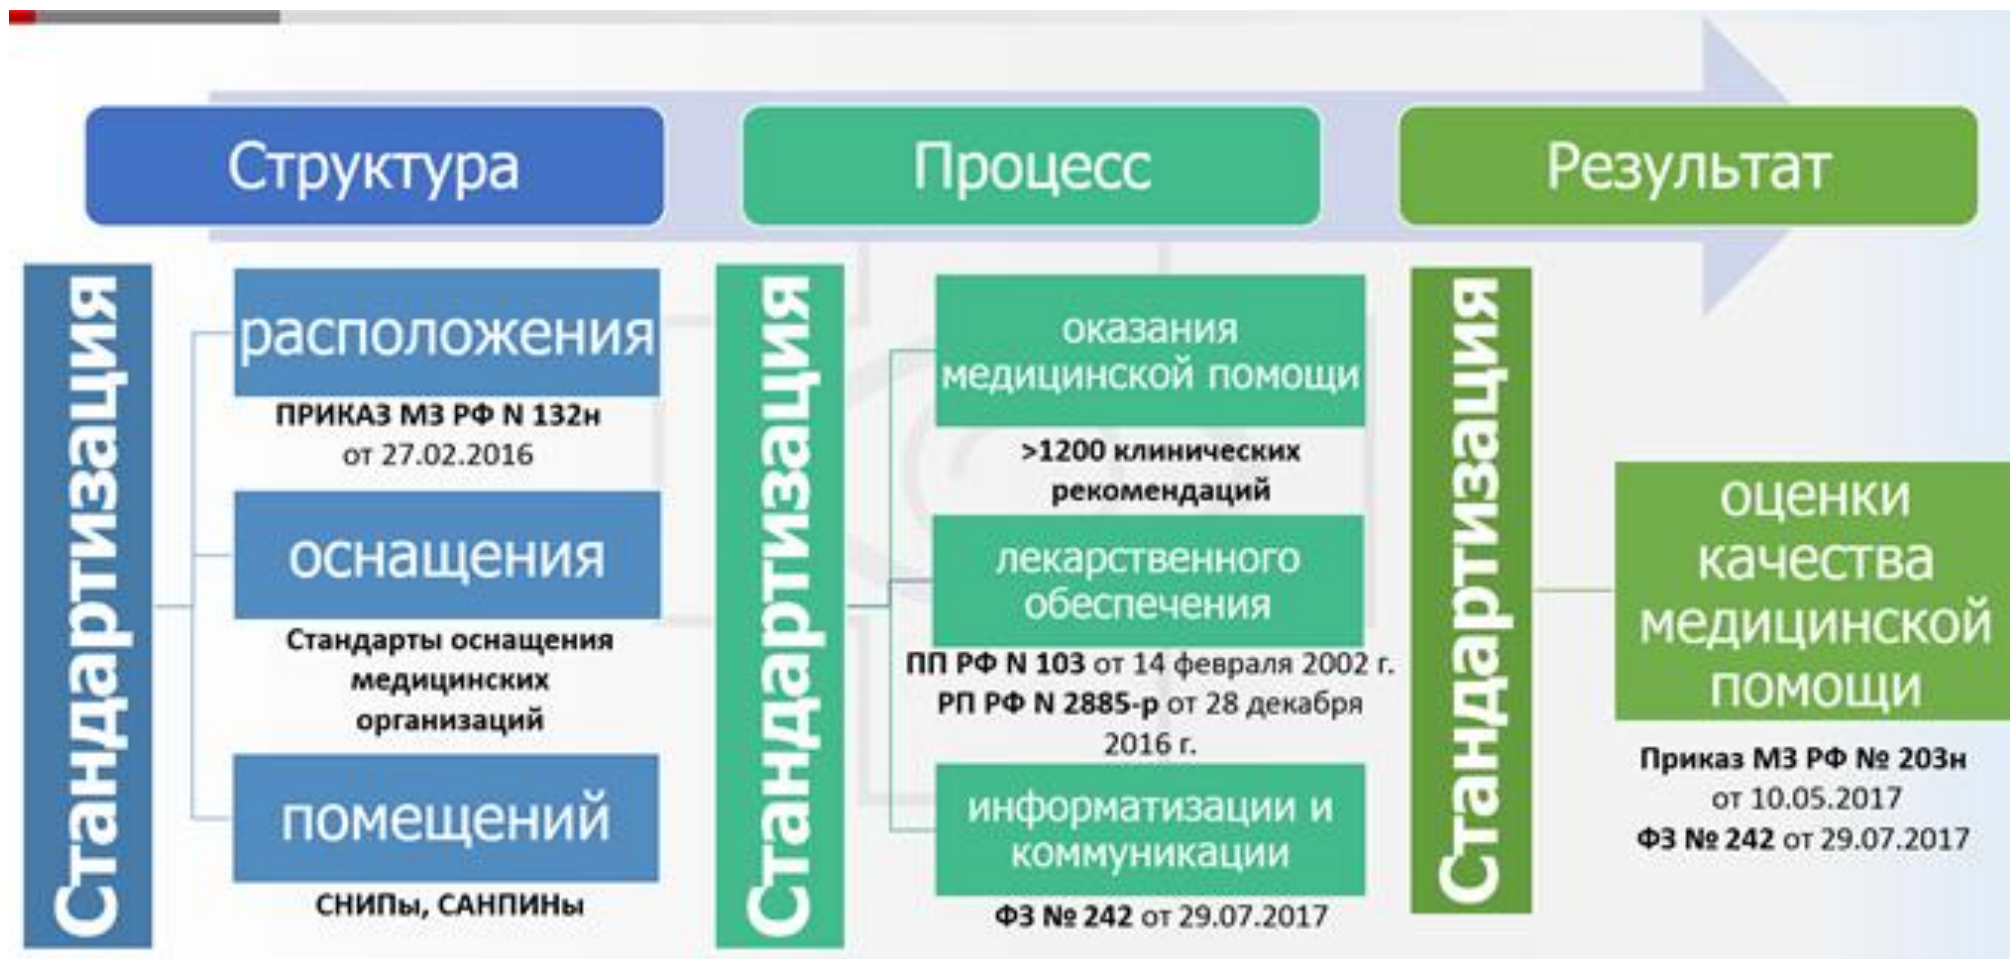 Структура
Стандартизация
расположения
ПРИКАЗ МЗ РФ N 132н
от 27.02.2016
оснащения
Стандарты оснащения
медицинских
организаций
помещений
СНИПы, САНПИНы
Процесс
Стандартизация
оказания
медицинской помощи
>1200 клинических
рекомендаций
лекарственного
обеспечения
ПП РФ N 103 от 14 февраля 2002 г.
РП РФ N 2885-р от 28 декабря
2016 г.
информатизации и
коммуникации
ФЗ № 242 от 29.07.2017
Результат
Стандартизация
оценки
качества
медицинской
помощи
Приказ МЗ РФ № 203н
от 10.05.2017
ФЗ № 242 от 29.07.2017